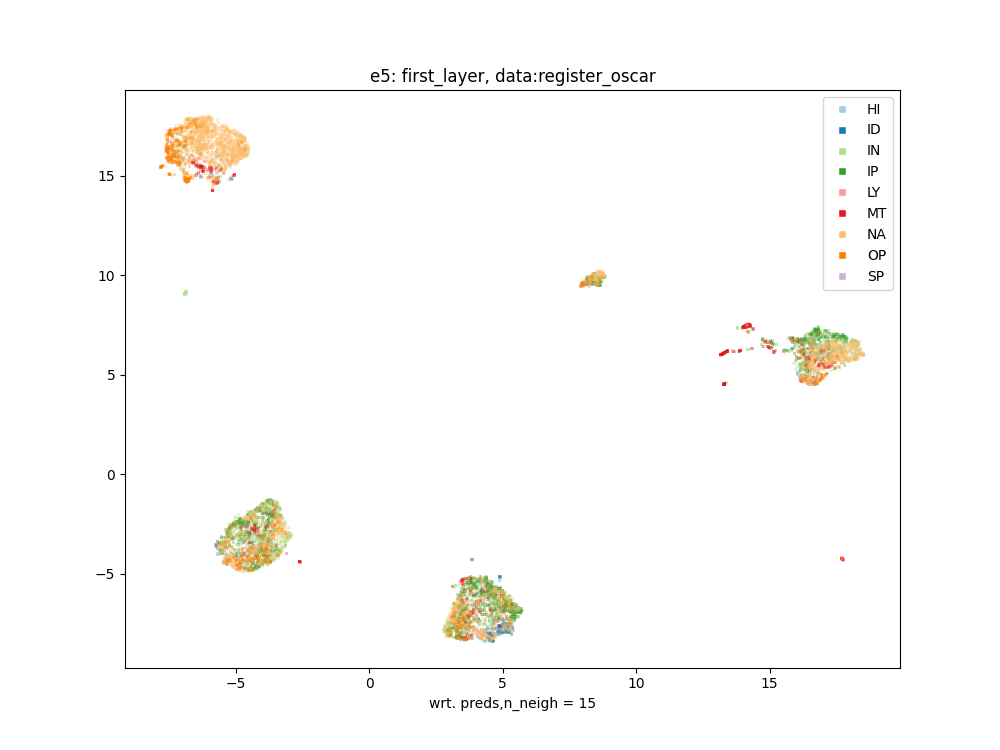 e5: first_layer, data:register_oscar
HI
ID
IN
IP
LY
MT
NA
OP
SP
15
10
5
0
−5
−5
0
5
10
15
wrt. preds,n_neigh = 15